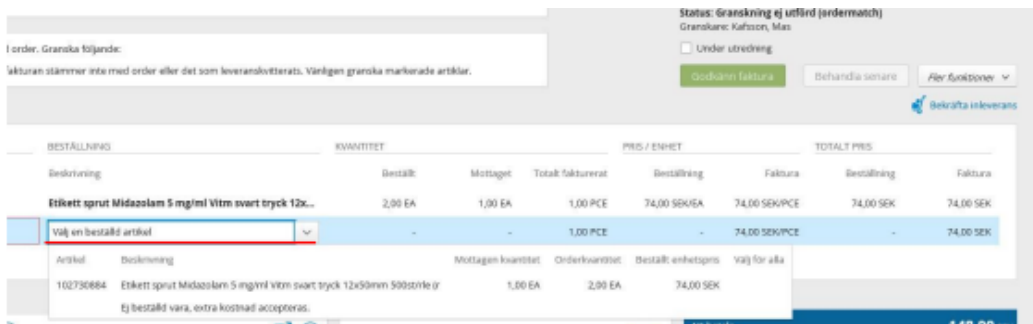 Status: Granskning ej utförd (ordermatch)
Granskare: Kafsson, Mas
Under utredning
d order. Granska följande:
fakturan stämmer inte med order eller det som leveranskvitterats. Vänligen granska markerade artiklar.
Godkänn faktura Behandla senare Fler funktioner
Bekräfta inleverans
BESTÄLLNING KVANTITET PRIS / ENHET TOTALT PRIS
Beskrivning Beställt Mottaget Totalt fakturerat Beställning Faktura Beställning Faktura
Etikett sprut Midazolam 5 mg/ml Vitm svart tryck 12x... 2,00 EA 1,00 EA 1,00 PCE 74,00 SEK/EA 74,00 SEK/PCE 74,00 SEK 74,00 SEK
Välj en beställd artikel - - 1,00 PCE - 74,00 SEK/PCE - 74,00 SEK
Artikel Beskrivning Mottagen kvantitet Orderkvantitet Beställt enhetspris Välj för alla
102730884 Etikett sprut Midazolam 5 mg/ml Vitm svart tryck 12x50mm 500st/rle (r 1,00 EA 2,00 EA 74,00 SEK
Ej beställd vara, extra kostnad accepteras.